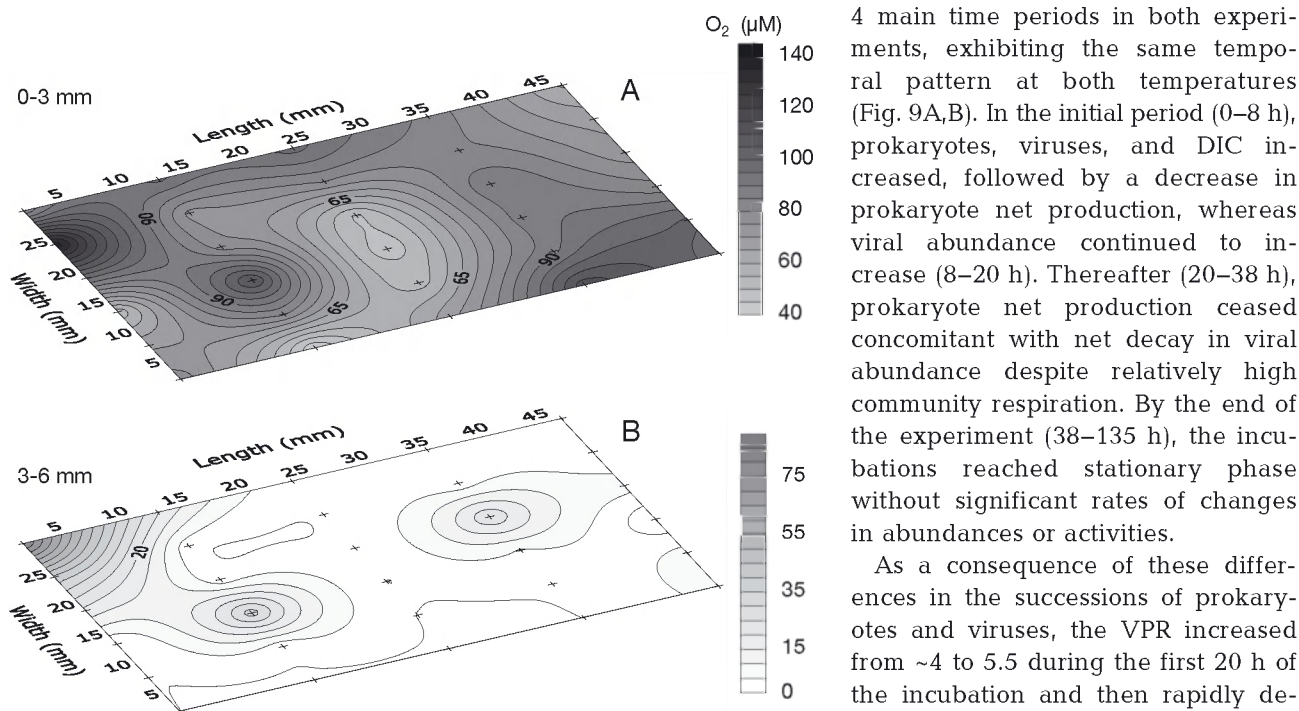 O2 (µM)
0-3 mm
A
Length (mm)
5
10
15
20
25
30
35
40
45
25
20
15
10
5
Width (mm)
90
90
65
65
65
90
140
120
100
80
60
40
3-6 mm
B
Length (mm)
5
10
15
20
25
30
35
40
45
25
20
15
10
5
Width (mm)
20
75
55
35
15
0
4 main time periods in both experi-
ments, exhibiting the same tempo-
ral pattern at both temperatures
(Fig. 9A,B). In the initial period (0–8 h),
prokaryotes, viruses, and DIC in-
creased, followed by a decrease in
prokaryote net production, whereas
viral abundance continued to in-
crease (8–20 h). Thereafter (20–38 h),
prokaryote net production ceased
concomitant with net decay in viral
abundance despite relatively high
community respiration. By the end of
the experiment (38–135 h), the incu-
bations reached stationary phase
without significant rates of changes
in abundances or activities.
As a consequence of these differ-
ences in the successions of prokary-
otes and viruses, the VPR increased
from ~4 to 5.5 during the first 20 h of
the incubation and then rapidly de-